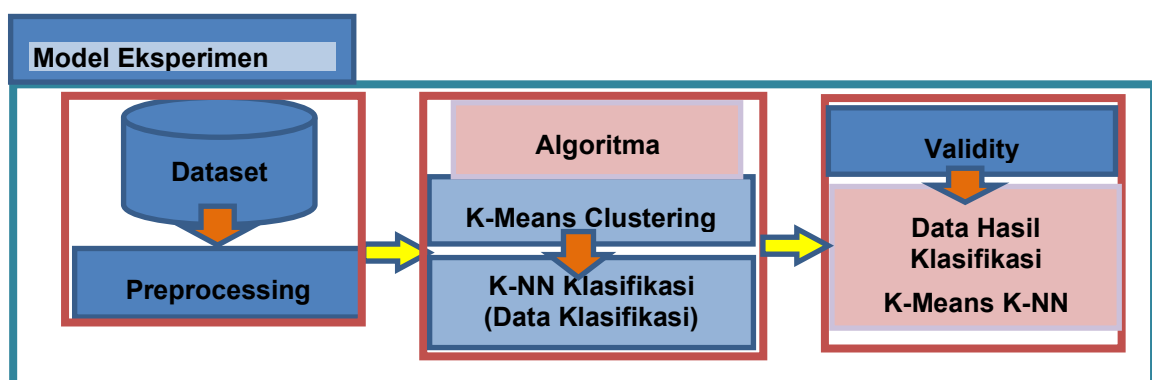 Model Eksperimen
Dataset
Preprocessing
Algoritma
K-Means Clustering
K-NN Klasifikasi
(Data Klasifikasi)
Validity
Data Hasil
Klasifikasi
K-Means K-NN